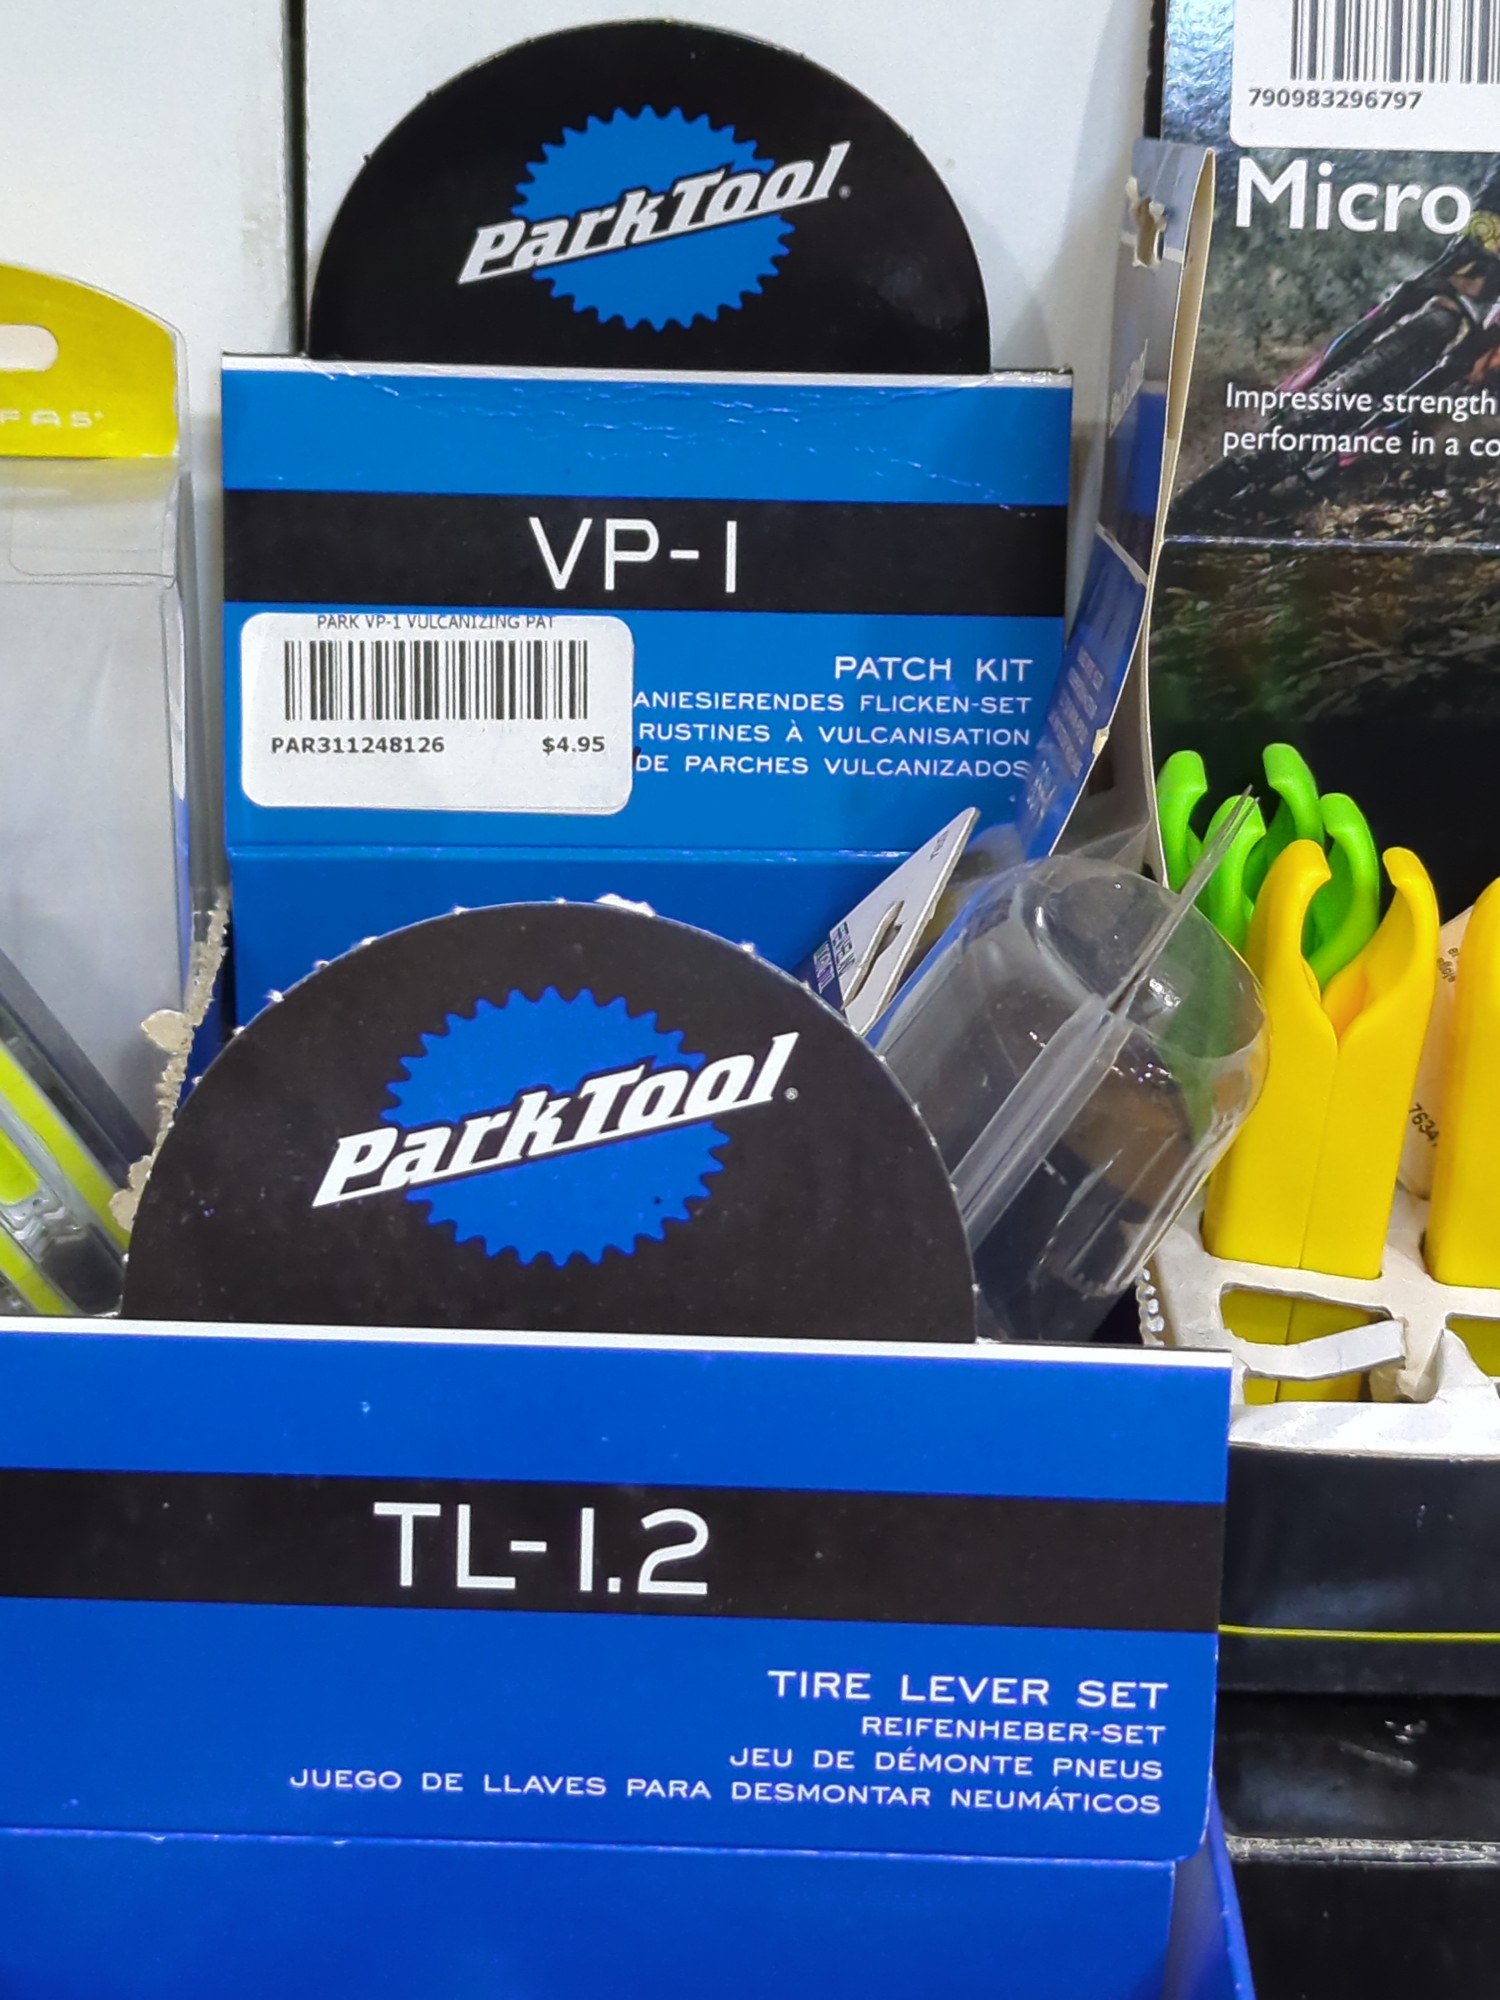 ParkTool®
VP-1
PARK VP-1 VULCANIZING PAT
PAR311248126 $4.95
PATCH KIT
ANIESIERENDES FLICKEN-SET
RUSTINES À VULCANISATION
DE PARCHES VULCANIZADOS
ParkTool®
TL-1.2
TIRE LEVER SET
REIFENHEBER-SET
JEU DE DÉMONTE PNEUS
JUEGO DE LLAVES PARA DESMONTAR NEUMÁTICOS
790983296797
Micro
Impressive strength
performance in a co
FAS
7634